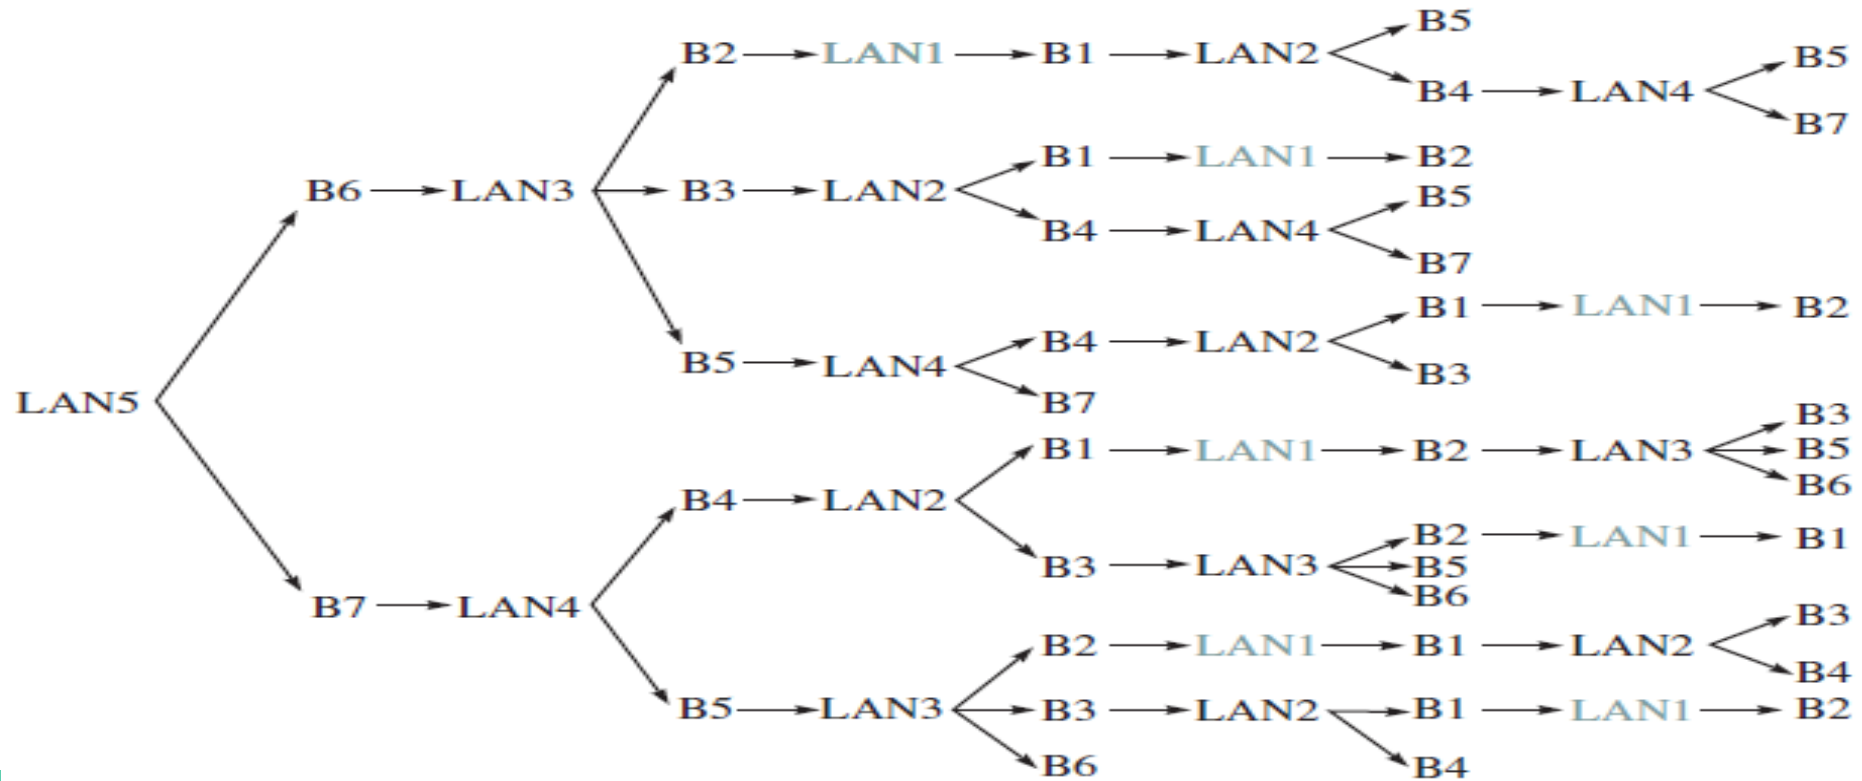 B5
B2 LAN1 B1 LAN2 B5
B4 LAN4
B7
B1 LAN1 B2
B6 LAN3 B3 LAN2 B5
B4 LAN4
B7
B1 LAN1 B2
B4 LAN2
B5 LAN4 B3
LAN5 B7
B3
B1 LAN1 B2 LAN3 B5
B6
B4 LAN2
B2 LAN1 B1
B3 LAN3 B5
B6
B7 LAN4 B3
B2 LAN1 B1 LAN2
B4
B5 LAN3 B3 LAN2 B1 LAN1 B2
B6 B4